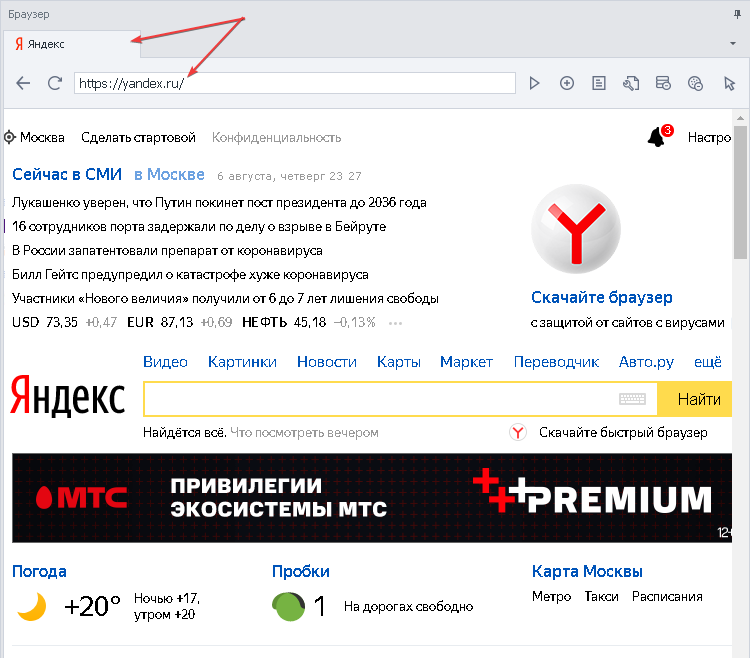 Браузер
Яндекс
https://yandex.ru/
Москва Сделать стартовой Конфиденциальность 3 Настро
Сейчас в СМИ в Москве 6 августа, четверг 23 27
Лукашенко уверен, что Путин покинет пост президента до 2036 года
16 сотрудников порта задержали по делу о взрыве в Бейруте
В России запатентовали препарат от коронавируса
Билл Гейтс предупредил о катастрофе хуже коронавируса
Участники «Нового величия» получили от 6 до 7 лет лишения свободы
USD 73,35 +0,47 EUR 87,13 +0,69 НЕФТЬ 45,18 −0,13% ···
Скачайте браузер
с защитой от сайтов с вирусами
Видео Картинки Новости Карты Маркет Переводчик Авто.ру ещё
Яндекс Найти
Найдётся всё. Что посмотреть вечером Скачайте быстрый браузер
МТС ПРИВИЛЕГИИ
ЭКОСИСТЕМЫ МТС
PREMIUM
12+
Погода Пробки Карта Москвы
+20° Ночью +17,
утром +20
1 На дорогах свободно
Метро Такси Расписания